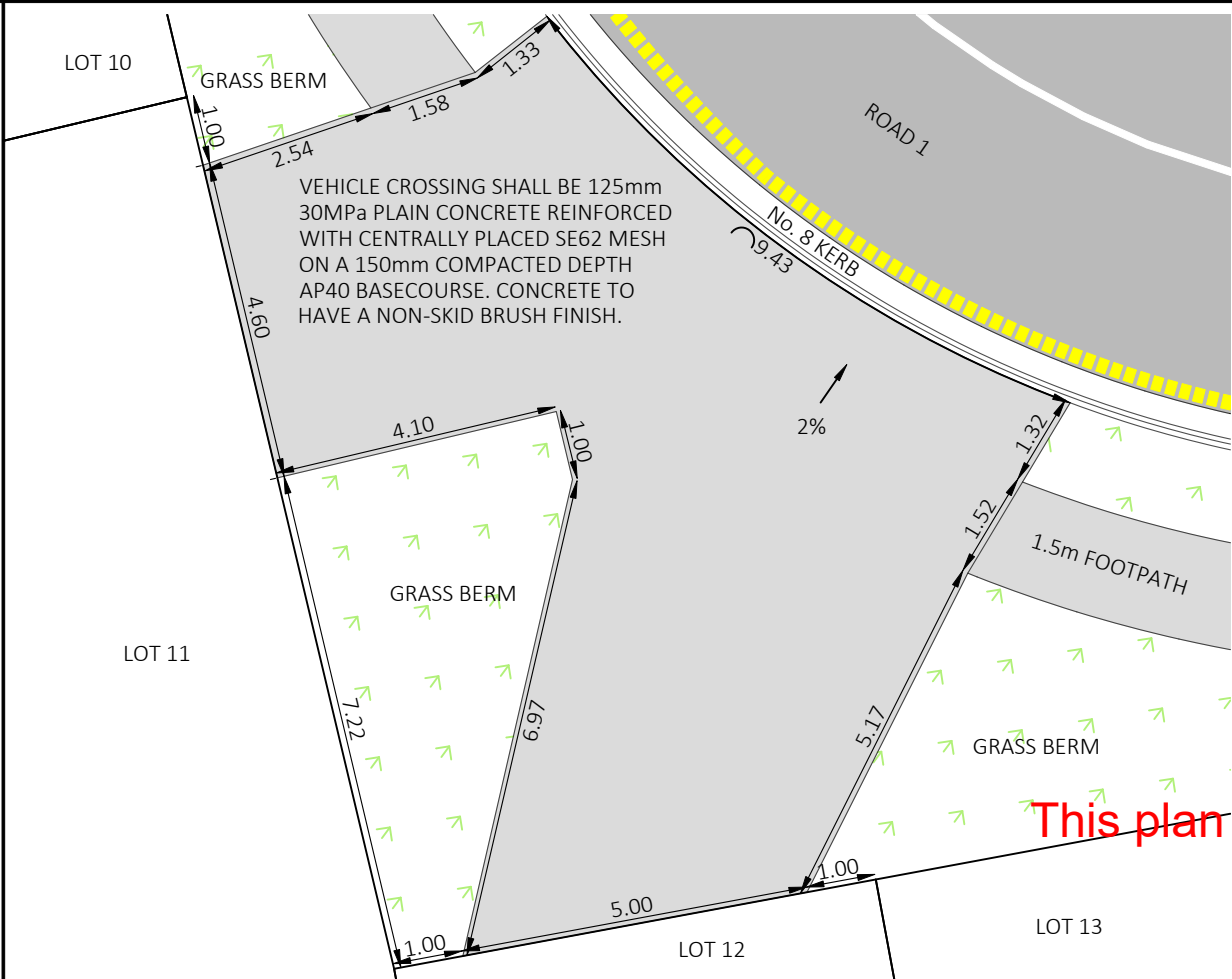 LOT 10
GRASS BERM
1.00
2.54
1.58
1.33
ROAD 1
VEHICLE CROSSING SHALL BE 125mm
30MPa PLAIN CONCRETE REINFORCED
WITH CENTRALLY PLACED SE62 MESH
ON A 150mm COMPACTED DEPTH
AP40 BASECOURSE. CONCRETE TO
HAVE A NON-SKID BRUSH FINISH.
No. 8 KERB
9.43
4.60
4.10
1.00
2%
1.32
1.52
1.5m FOOTPATH
GRASS BERM
LOT 11
7.22
6.97
5.17
GRASS BERM
This plan
1.00
5.00
1.00
LOT 12
LOT 13